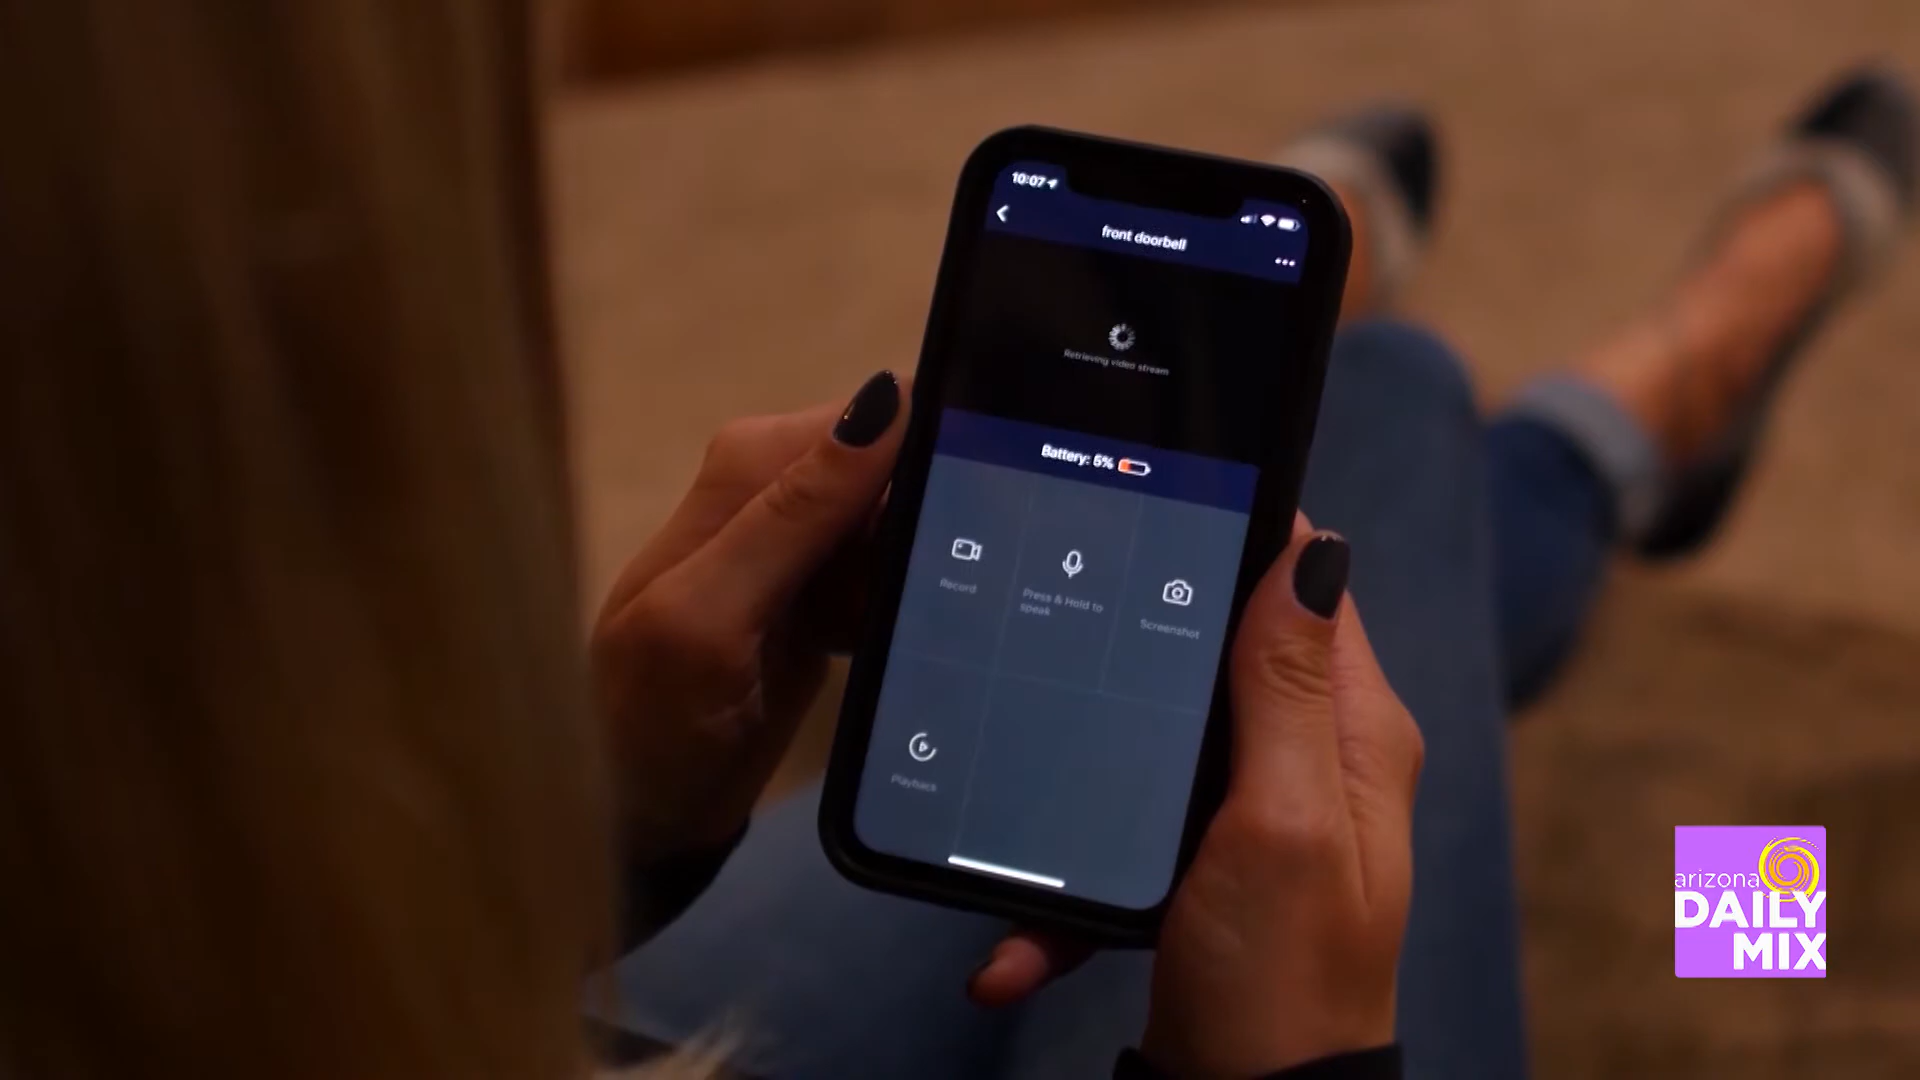 10:07
front doorbell
Retrieving video stream
Battery: 5%
Record
Press & Hold to
speak
Screenshot
Playback
arizona
DAILY
MIX